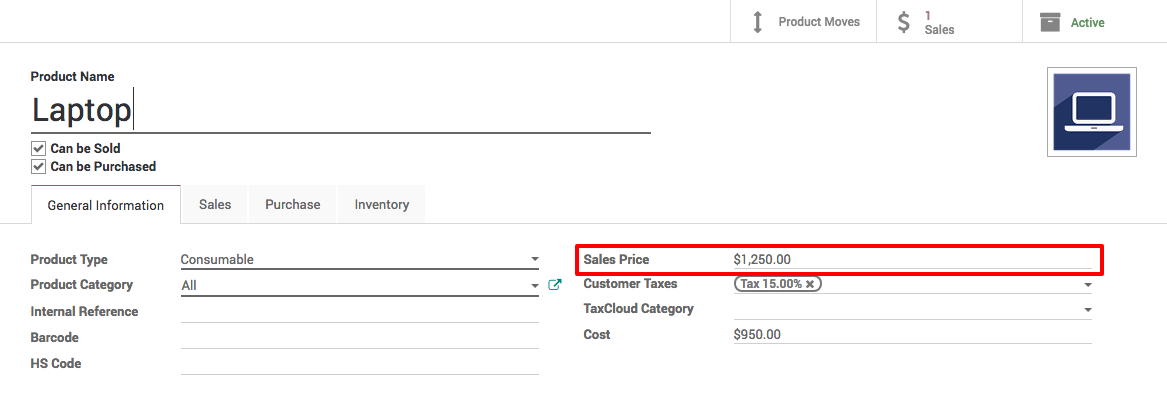 Product Moves
1
Sales
Active
Product Name
Laptop
Can be Sold
Can be Purchased
General Information
Sales
Purchase
Inventory
Product Type Consumable
Sales Price $1,250.00
Product Category All
Customer Taxes Tax 15.00% ✖
Internal Reference
TaxCloud Category
Barcode
Cost $950.00
HS Code